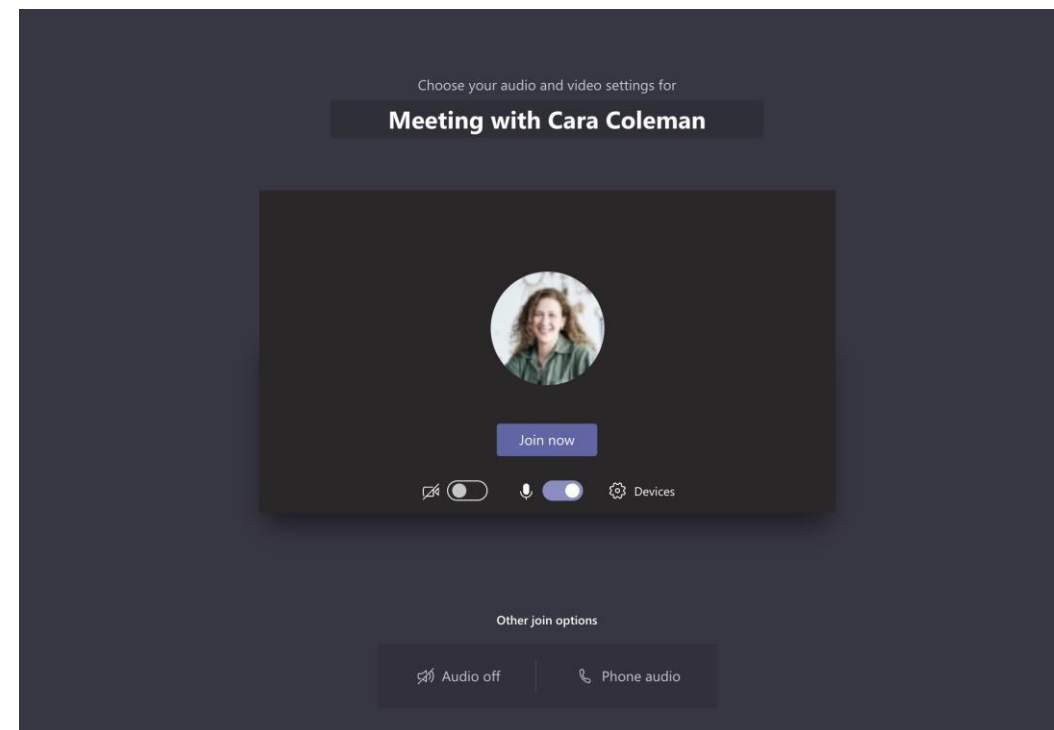 Choose your audio and video settings for
Meeting with Cara Coleman
Join now
Devices
Other join options
Audio off
Phone audio